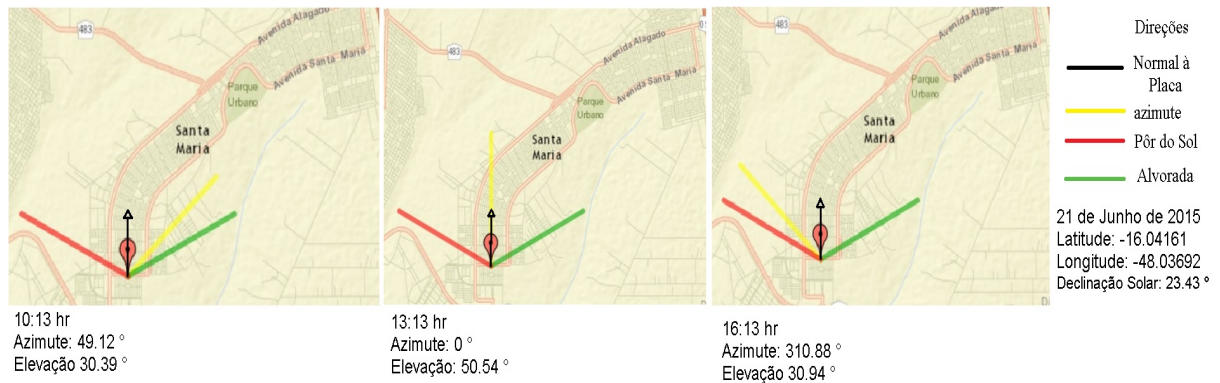 483
Avenida Alagado
Avenida Santa Maria
Parque
Urbano
Santa
Maria
10:13 hr
Azimute: 49.12 °
Elevação 30.39 °
483
Avenida Alagado
Avenida Santa Maria
Parque
Urbano
Santa
Maria
13:13 hr
Azimute: 0 °
Elevação: 50.54 °
483
Avenida Alagado
Avenida Santa Maria
Parque
Urbano
Santa
Maria
D
16:13 hr
Azimute: 310.88 °
Elevação 30.94 °
Direções
Normal à
Placa
azimute
Pôr do Sol
Alvorada
21 de Junho de 2015
Latitude: -16.04161
Longitude: -48.03692
Declinação Solar: 23.43 °